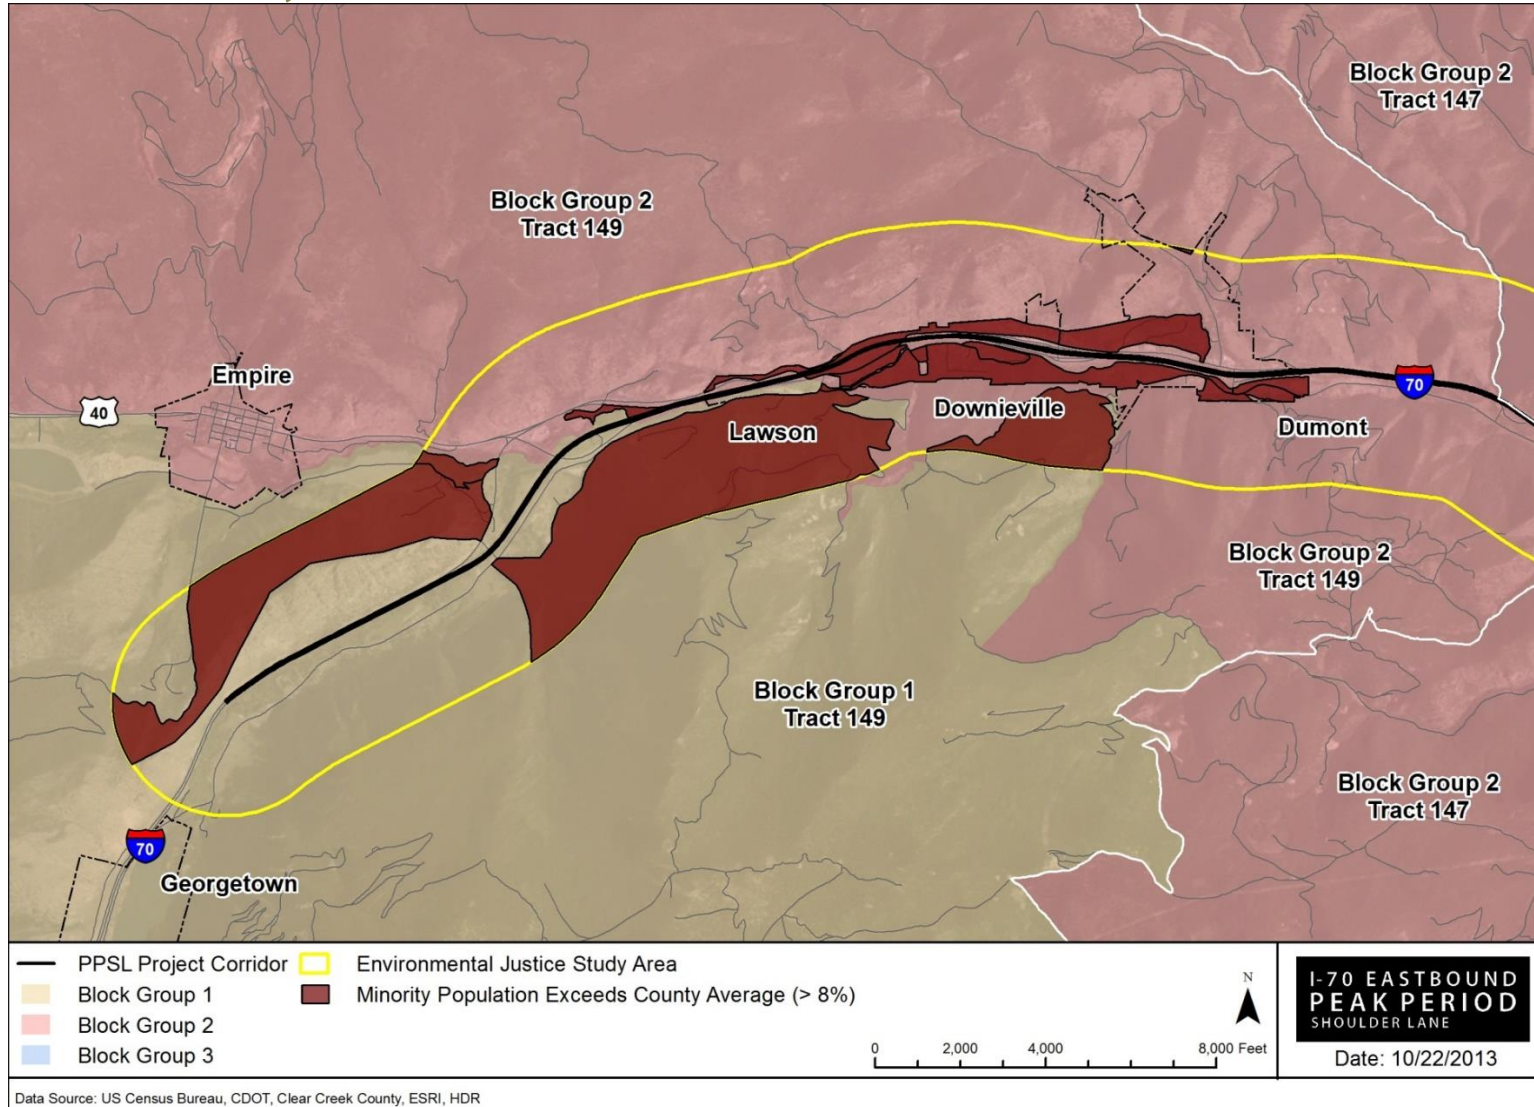 Block Group 2
Tract 147
Block Group 2
Tract 149
Empire
40
70
Downieville
Lawson
Dumont
Block Group 2
Tract 149
Block Group 1
Tract 149
Block Group 2
Tract 147
70
Georgetown
PPSL Project Corridor
Block Group 1
Block Group 2
Block Group 3
Environmental Justice Study Area
Minority Population Exceeds County Average (> 8%)
N
0 2,000 4,000 8,000 Feet
I-70 EASTBOUND
PEAK PERIOD
SHOULDER LANE
Date: 10/22/2013
Data Source: US Census Bureau, CDOT, Clear Creek County, ESRI, HDR